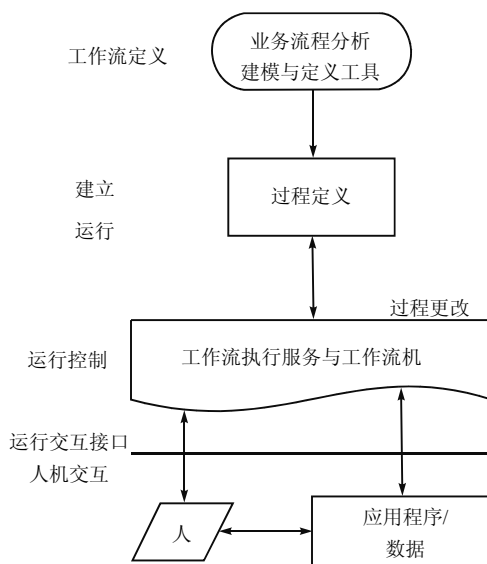 工作流定义
业务流程分析
建模与定义工具
建立
运行
过程定义
过程更改
运行控制
工作流执行服务与工作流机
运行交互接口
人机交互
人
应用程序/
数据